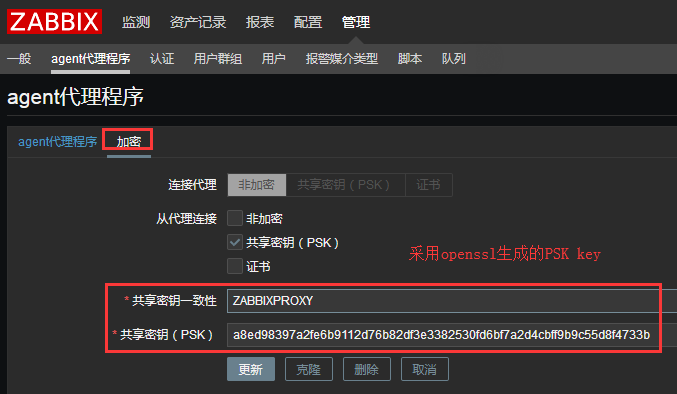 ZABBIX 监测 资产记录 报表 配置 管理
一般 agent代理程序 认证 用户群组 用户 报警媒介类型 脚本 队列
agent代理程序
agent代理程序 加密
连接代理 非加密 共享密钥（PSK） 证书
从代理连接 非加密
共享密钥（PSK）
采用openssl生成的PSK key
证书
* 共享密钥一致性 ZABBIXPROXY
* 共享密钥（PSK） a8ed98397a2fe6b9112d76b82df3e3382530fd6bf7a2d4cbff9b9c55d8f4733b
更新 克隆 删除 取消